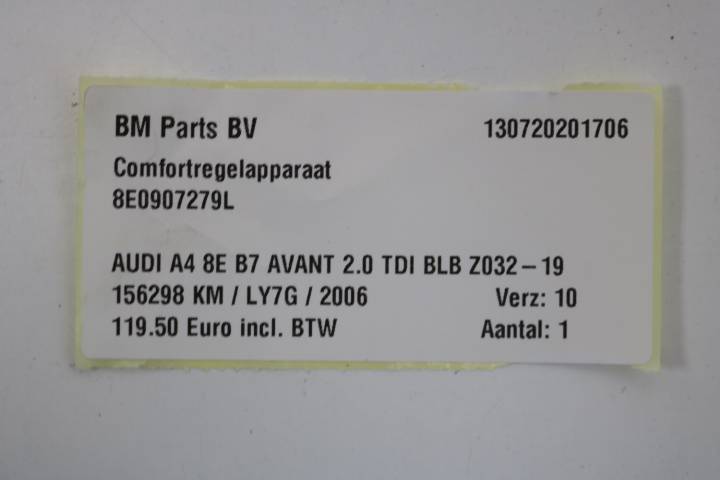 BM Parts BV 130720201706
Comfortregelapparaat
8E0907279L
AUDI A4 8E B7 AVANT 2.0 TDI BLB Z032-19
156298 KM / LY7G / 2006 Verz: 10
119.50 Euro incl. BTW Aantal: 1